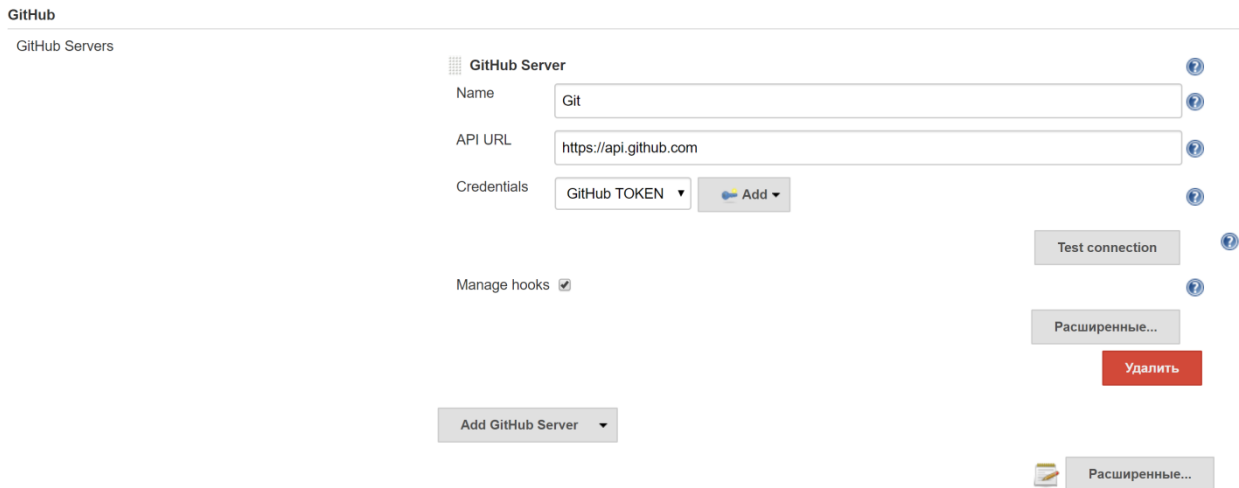 GitHub
GitHub Servers
GitHub Server
Name
Git
API URL
https://api.github.com
Credentials
GitHub TOKEN
Add
Test connection
Manage hooks
Расширенные...
Удалить
Add GitHub Server
Расширенные...